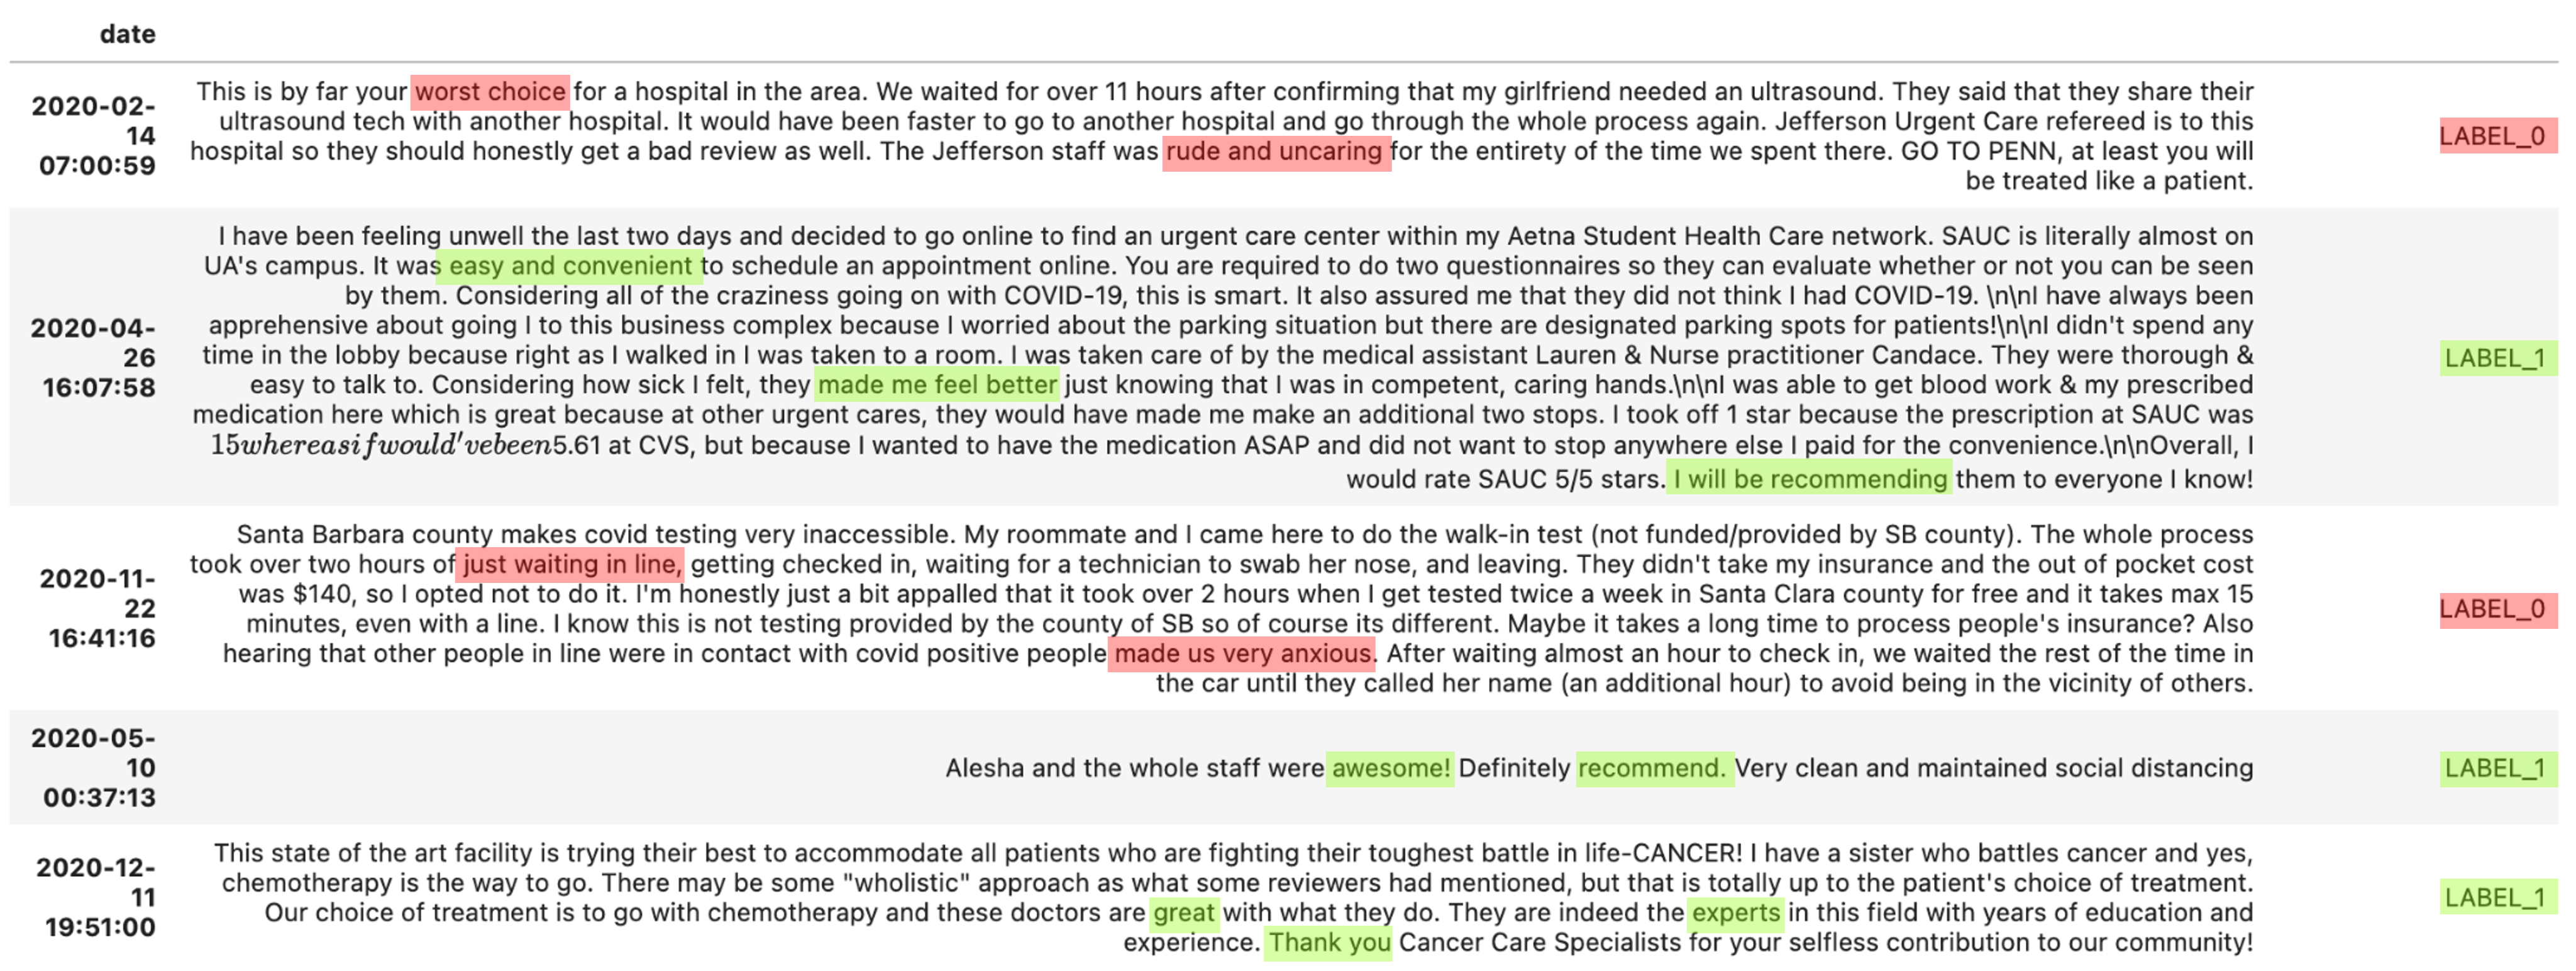 date
2020-02-
14
07:00:59
This is by far your worst choice for a hospital in the area. We waited for over 11 hours after confirming that my girlfriend needed an ultrasound. They said that they share their
ultrasound tech with another hospital. It would have been faster to go to another hospital and go through the whole process again. Jefferson Urgent Care refereed is to this
hospital so they should honestly get a bad review as well. The Jefferson staff was rude and uncaring for the entirety of the time we spent there. GO TO PENN, at least you will
be treated like a patient.
LABEL_0
2020-04-
26
16:07:58
I have been feeling unwell the last two days and decided to go online to find an urgent care center within my Aetna Student Health Care network. SAUC is literally almost on
UA's campus. It was easy and convenient to schedule an appointment online. You are required to do two questionnaires so they can evaluate whether or not you can be seen
by them. Considering all of the craziness going on with COVID-19, this is smart. It also assured me that they did not think I had COVID-19. \n\nI have always been
apprehensive about going I to this business complex because I worried about the parking situation but there are designated parking spots for patients!\n\nI didn't spend any
time in the lobby because right as I walked in I was taken to a room. I was taken care of by the medical assistant Lauren & Nurse practitioner Candace. They were thorough &
easy to talk to. Considering how sick I felt, they made me feel better just knowing that I was in competent, caring hands.\n\nI was able to get blood work & my prescribed
medication here which is great because at other urgent cares, they would have made me make an additional two stops. I took off 1 star because the prescription at SAUC was
15whereasifwould'vebeen5.61 at CVS, but because I wanted to have the medication ASAP and did not want to stop anywhere else I paid for the convenience.\n\nOverall, I
would rate SAUC 5/5 stars. I will be recommending them to everyone I know!
LABEL_1
2020-11-
22
16:41:16
Santa Barbara county makes covid testing very inaccessible. My roommate and I came here to do the walk-in test (not funded/provided by SB county). The whole process
took over two hours of just waiting in line, getting checked in, waiting for a technician to swab her nose, and leaving. They didn't take my insurance and the out of pocket cost
was $140, so I opted not to do it. I'm honestly just a bit appalled that it took over 2 hours when I get tested twice a week in Santa Clara county for free and it takes max 15
minutes, even with a line. I know this is not testing provided by the county of SB so of course its different. Maybe it takes a long time to process people's insurance? Also
hearing that other people in line were in contact with covid positive people made us very anxious. After waiting almost an hour to check in, we waited the rest of the time in
the car until they called her name (an additional hour) to avoid being in the vicinity of others.
LABEL_0
2020-05-
10
00:37:13
Alesha and the whole staff were awesome! Definitely recommend. Very clean and maintained social distancing
LABEL_1
2020-12-
11
19:51:00
This state of the art facility is trying their best to accommodate all patients who are fighting their toughest battle in life-CANCER! I have a sister who battles cancer and yes,
chemotherapy is the way to go. There may be some "wholistic" approach as what some reviewers had mentioned, but that is totally up to the patient's choice of treatment.
Our choice of treatment is to go with chemotherapy and these doctors are great with what they do. They are indeed the experts in this field with years of education and
experience. Thank you Cancer Care Specialists for your selfless contribution to our community!
LABEL_1